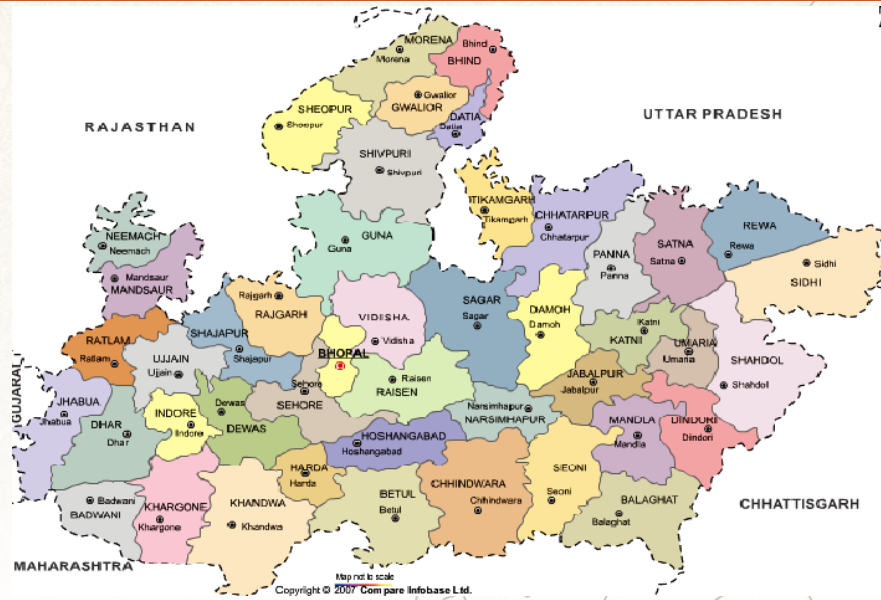 MORENA
Morena
Bhind
BHIND
SHEOPUR
Sheopur
Gwalior
GWALIOR
DATIA
Datia
RAJASTHAN
UTTAR PRADESH
SHIVPURI
Shivpuri
TIKAMGARH
Tikamgarh
CHHATARPUR
Chhatarpur
NEEMACH
Neemach
GUNA
Guna
PANNA
Panna
SATNA
Satna
REWA
Rewa
Sidhi
SIDHI
Mandsaur
MANDSAUR
Rajgarh
RAJGARH
VIDISHA
Vidisha
SAGAR
Sagar
DAMOH
Damoh
Katni
KATNI
UMARIA
Umaria
SHAHDOL
Shahdol
RATLAM
Ratlam
SHAJAPUR
Shajapur
UJJAIN
Ujjain
BHOPAL
Raisen
RAISEN
Sehore
SEHORE
JABALPUR
Jabalpur
GUJARAT
JHABUA
Jhabua
DHAR
Dhar
INDORE
Indore
Dewas
DEWAS
Narsimhapur
NARSIMHAPUR
MANDLA
Mandla
DINDORI
Dindori
HOSHANGABAD
Hoshangabad
HARDA
Harda
Badwani
BADWANI
KHARGONE
Khargone
KHANDWA
Khandwa
BETUL
Betul
CHHINDWARA
Chhindwara
SEONI
Seoni
BALAGHAT
Balaghat
CHHATTISGARH
MAHARASHTRA
Map not to scale
Copyright © 2007 Compare Infobase Ltd.